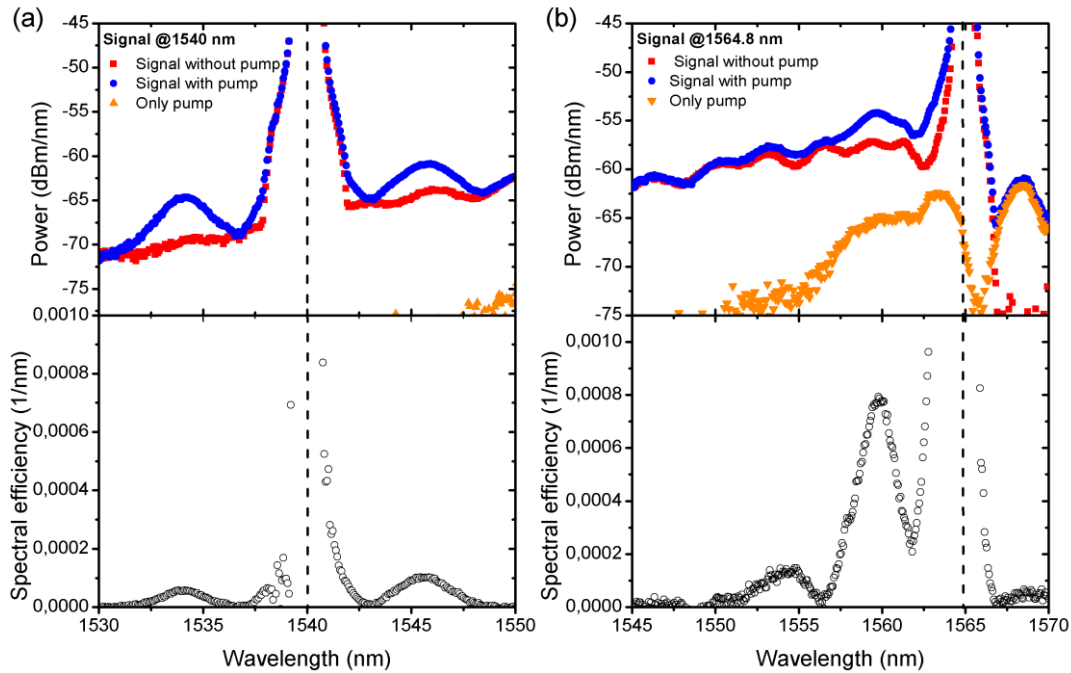 (a)
Signal @1540 nm
Signal without pump
Signal with pump
Only pump
Power (dBm/nm)
-45
-50
-55
-60
-65
-70
-75
0,0010
0,0008
0,0006
0,0004
0,0002
0,0000
Spectral efficiency (1/nm)
1530
1535
1540
1545
1550
Wavelength (nm)
(b)
Signal @1564.8 nm
Signal without pump
Signal with pump
Only pump
Power (dBm/nm)
-45
-50
-55
-60
-65
-70
-75
0,0010
0,0008
0,0006
0,0004
0,0002
0,0000
Spectral efficiency (1/nm)
1545
1550
1555
1560
1565
1570
Wavelength (nm)